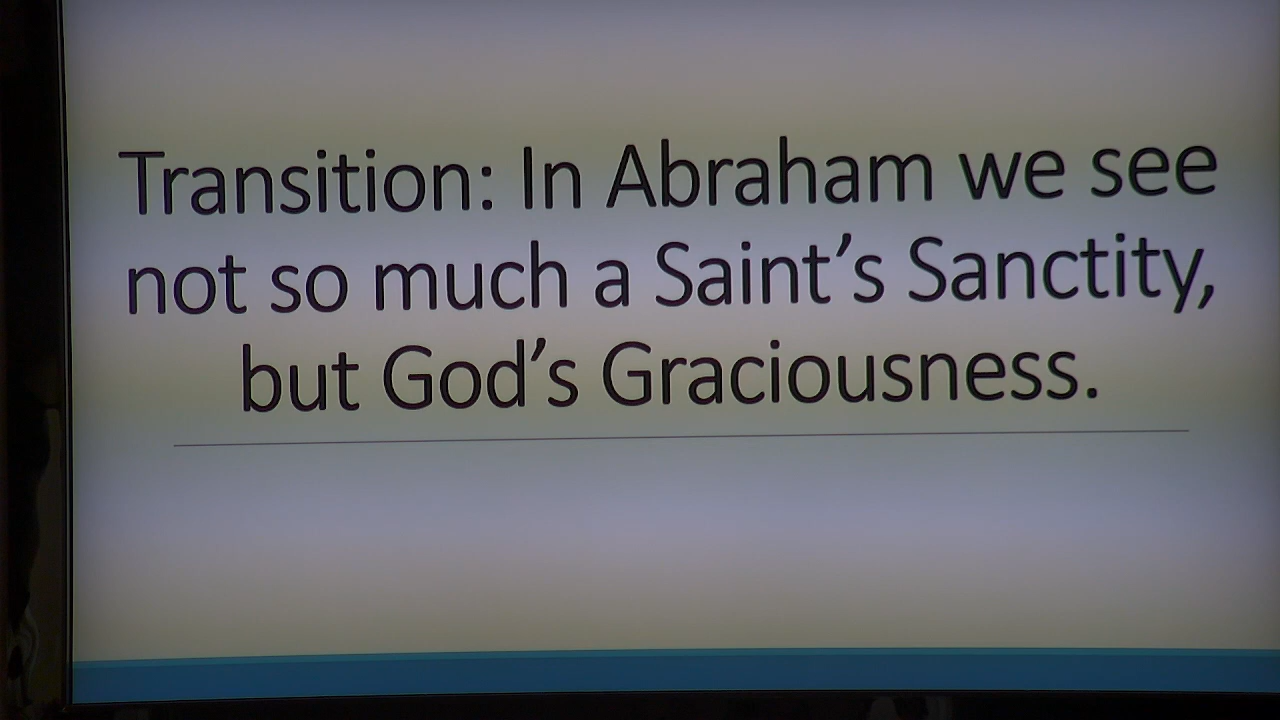 Transition: In Abraham we see
not so much a Saint’s Sanctity,
but God’s Graciousness.